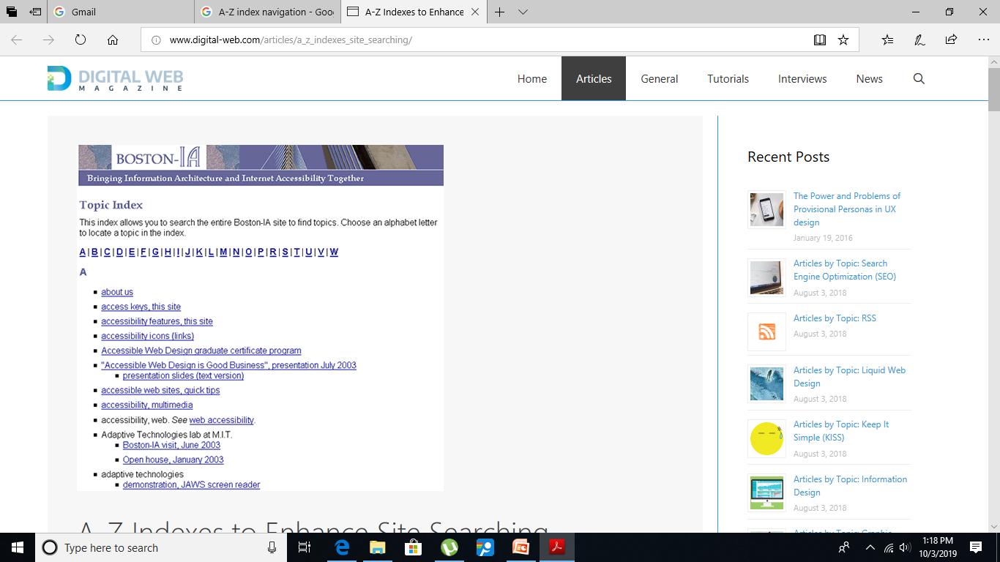 Gmail
A-Z index navigation - Goo
A-Z Indexes to Enhance
www.digital-web.com/articles/a_z_indexes_site_searching/
DIGITAL WEB
MAGAZINE
Home
Articles
General
Tutorials
Interviews
News
BOSTON-IA
Bringing Information Architecture and Internet Accessibility Together
Topic Index
This index allows you to search the entire Boston-IA site to find topics. Choose an alphabet letter
to locate a topic in the index.
A | B | C | D | E | F | G | H | I | J | K | L | M | N | O | P | R | S | T | U | V | W
A
about us
access keys, this site
accessibility features, this site
accessibility icons (links)
Accessible Web Design graduate certificate program
"Accessible Web Design is Good Business", presentation July 2003
presentation slides (text version)
accessible web sites, quick tips
accessibility, multimedia
accessibility, web. See web accessibility.
Adaptive Technologies lab at M.I.T.
Boston-IA visit, June 2003
Open house, January 2003
adaptive technologies
demonstration, JAWS screen reader
A-Z Indexes to Enhance Site Searching
Recent Posts
The Power and Problems of
Provisional Personas in UX
design
January 19, 2016
Articles by Topic: Search
Engine Optimization (SEO)
August 3, 2018
Articles by Topic: RSS
August 3, 2018
Articles by Topic: Liquid Web
Design
August 3, 2018
Articles by Topic: Keep It
Simple (KISS)
August 3, 2018
Articles by Topic: Information
Design
August 3, 2018
Articles by Topic: Graphic
Type here to search
1:18 PM
10/3/2019